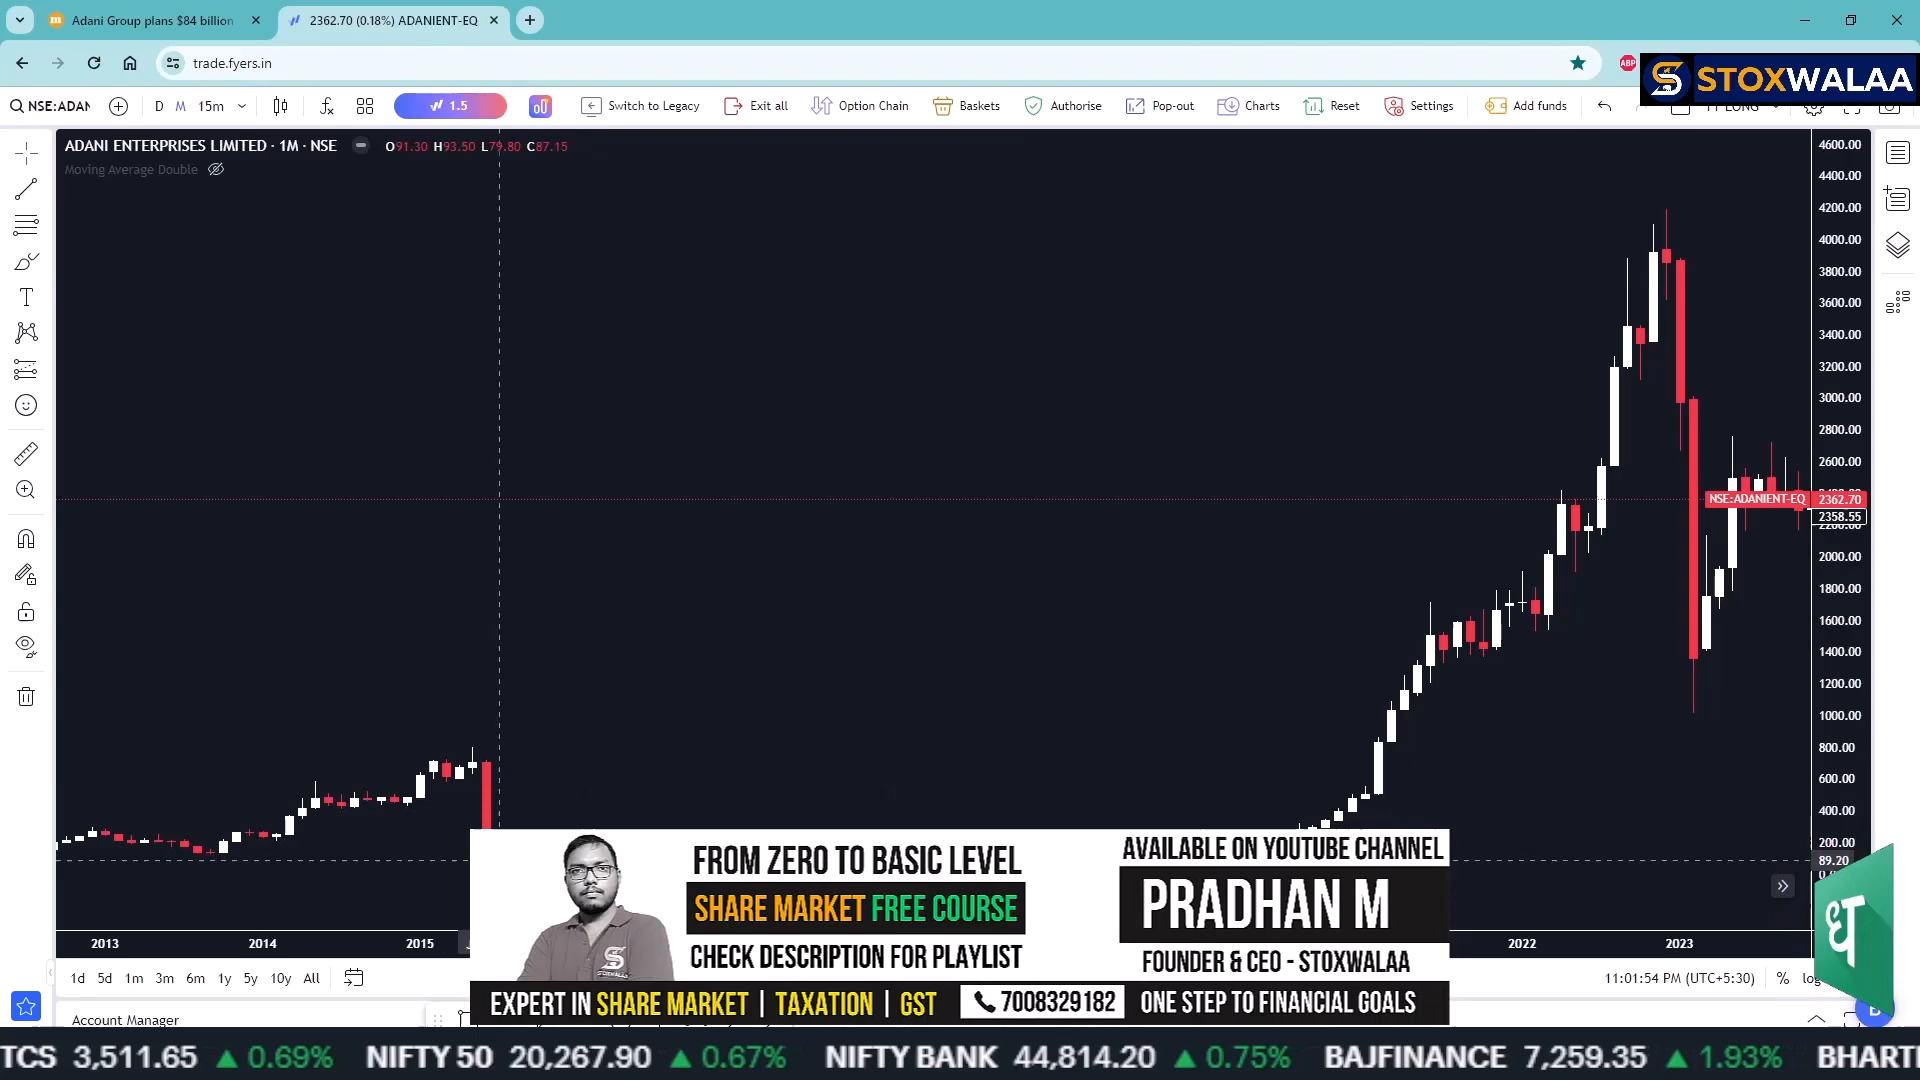 Adani Group plans $84 billion
2362.70 (0.18%) ADANIENT-EQ
trade.fyers.in
ABP
STOXWALAA
NSE:ADAN
D M 15m
1.5
Switch to Legacy
Exit all
Option Chain
Baskets
Authorise
Pop-out
Charts
Reset
Settings
Add funds
ADANI ENTERPRISES LIMITED · 1M · NSE
O91.30 H93.50 L79.80 C87.15
Moving Average Double
4600.00
4400.00
4200.00
4000.00
3800.00
3600.00
3400.00
3200.00
3000.00
2800.00
2600.00
NSE:ADANIENT-EQ 2362.70
2358.55
2000.00
1800.00
1600.00
1400.00
1200.00
1000.00
800.00
600.00
400.00
200.00
89.20
2013 2014 2015 2022 2023
1d 5d 1m 3m 6m 1y 5y 10y All
11:01:54 PM (UTC+5:30) % log
Account Manager
FROM ZERO TO BASIC LEVEL
SHARE MARKET FREE COURSE
CHECK DESCRIPTION FOR PLAYLIST
AVAILABLE ON YOUTUBE CHANNEL
PRADHAN M
FOUNDER & CEO - STOXWALAA
EXPERT IN SHARE MARKET | TAXATION | GST
7008329182
ONE STEP TO FINANCIAL GOALS
TCS 3,511.65 ▲ 0.69% NIFTY 50 20,267.90 ▲ 0.67% NIFTY BANK 44,814.20 ▲ 0.75% BAJFINANCE 7,259.35 ▲ 1.93% BHARTI